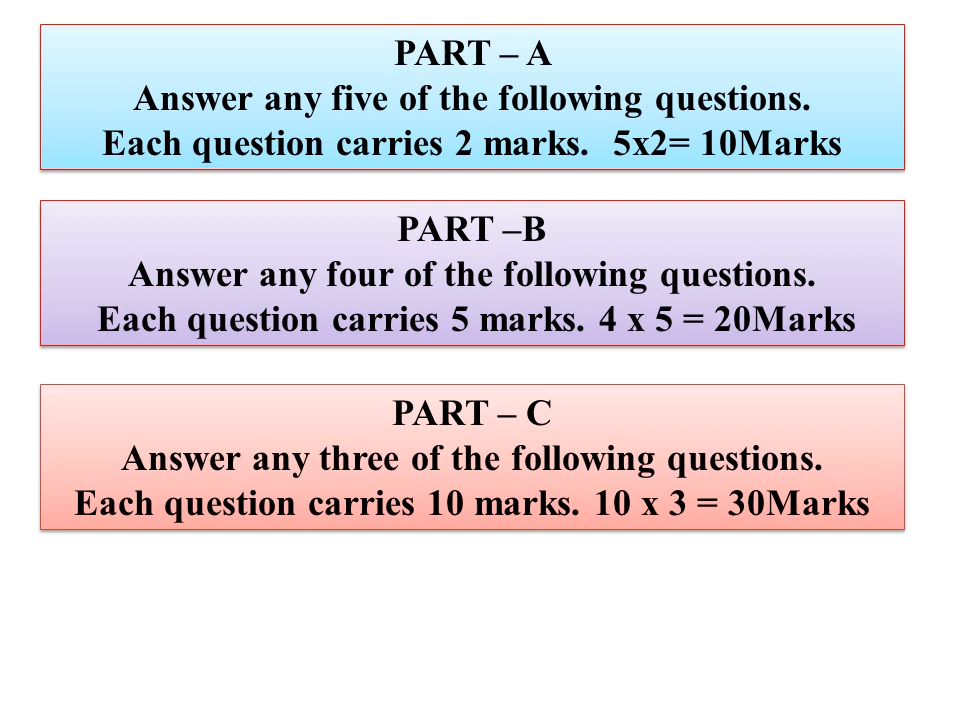 PART – A
Answer any five of the following questions.
Each question carries 2 marks.  5x2= 10Marks
PART –B
Answer any four of the following questions.
Each question carries 5 marks. 4 x 5 = 20Marks
PART – C
Answer any three of the following questions.
Each question carries 10 marks. 10 x 3 = 30Marks